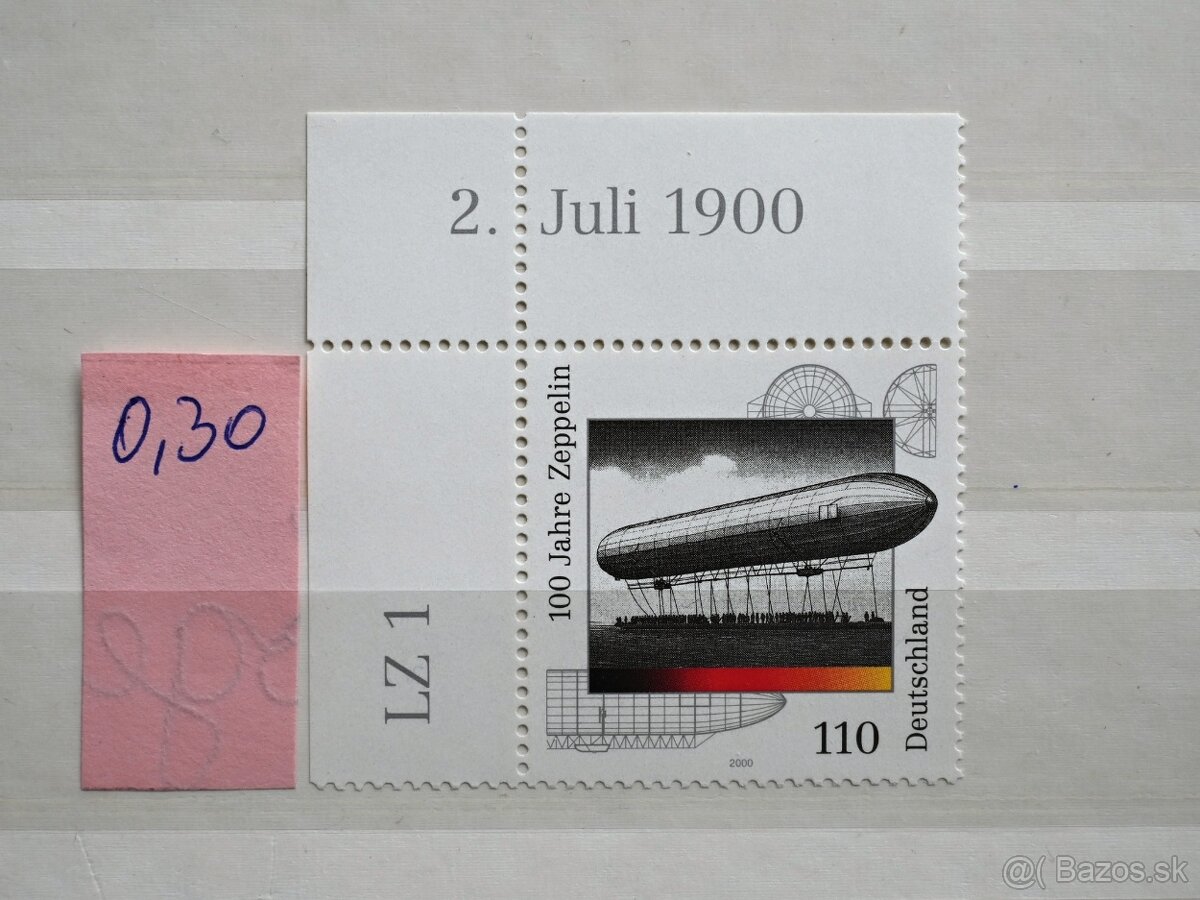 2. Juli 1900
0,30
LZ 1
100 Jahre Zeppelin
Deutschland
110
2000
@( Bazos.sk